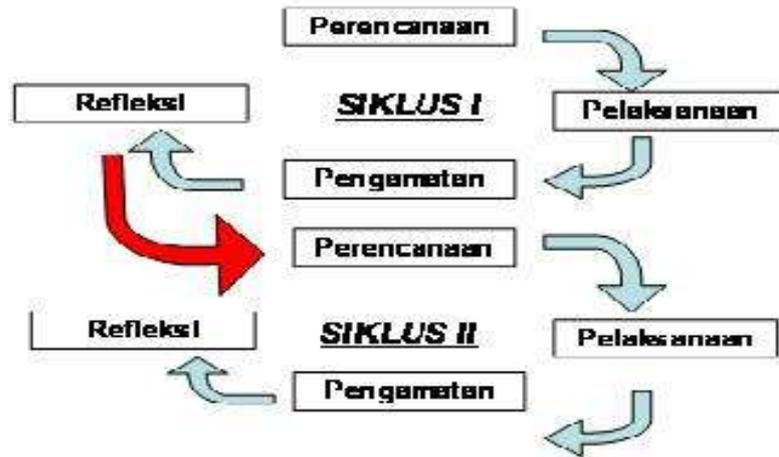 Perencanaan
Refleksi
SIKLUS I
Pelaksanaan
Pengamatan
Perencanaan
Refleksi
SIKLUS II
Pelaksanaan
Pengamatan